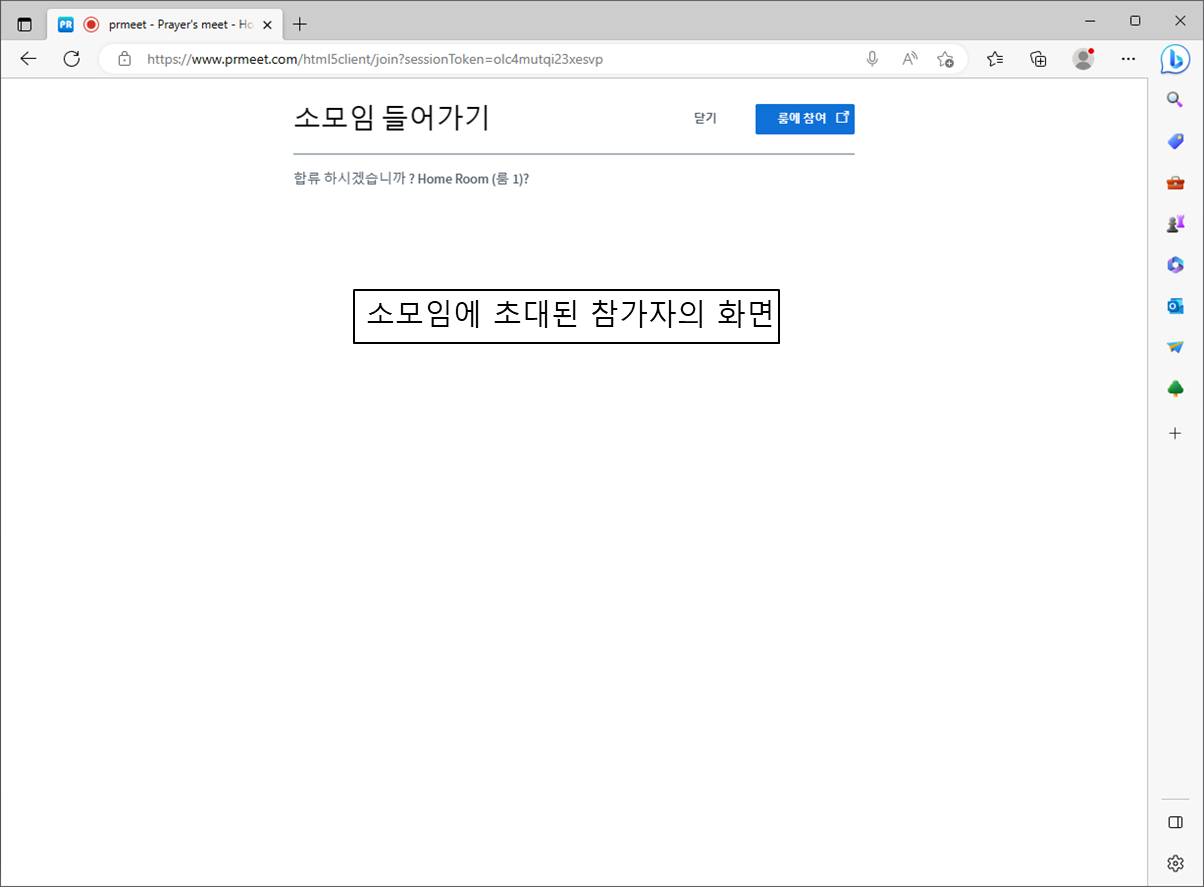 PR prmeet - Prayer's meet - Ho
https://www.prmeet.com/html5client/join?sessionToken=olc4mutqi23xesvp
소모임 들어가기
닫기
룸에 참여
합류 하시겠습니까 ? Home Room (룸 1)?
소모임에 초대된 참가자의 화면